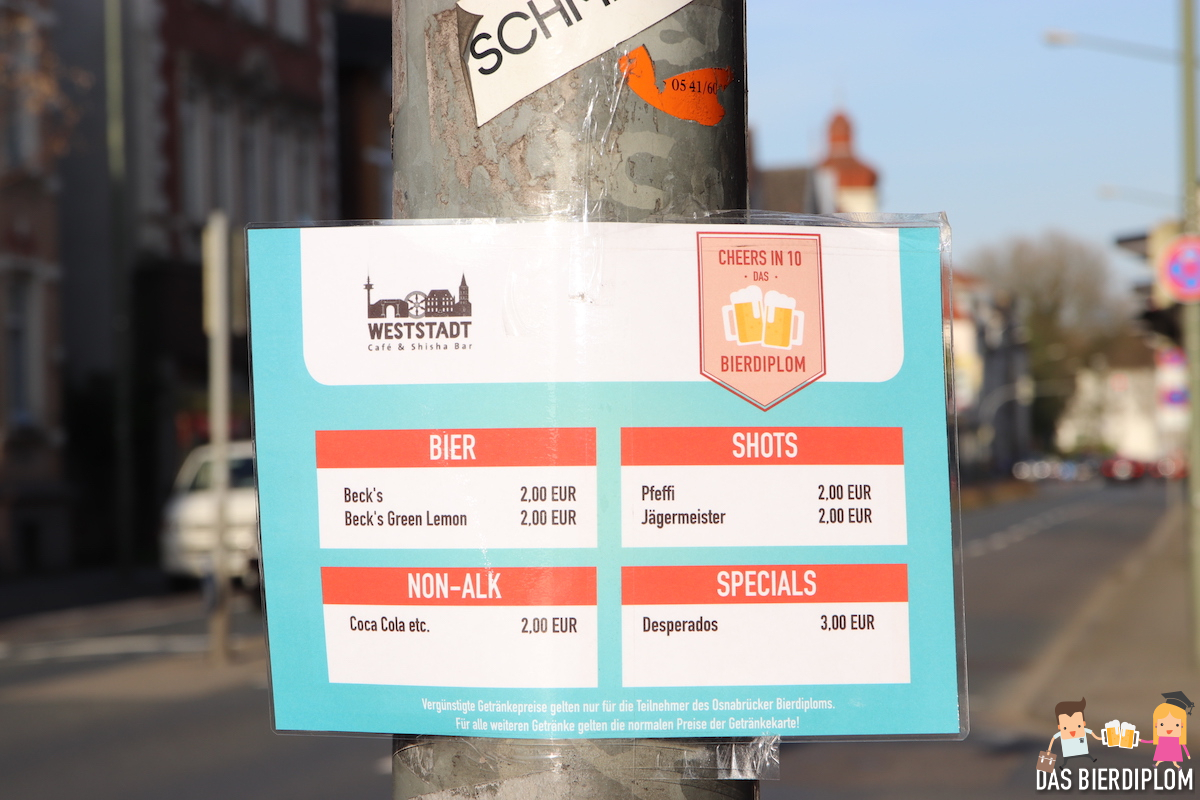 05 41/60
WESTSTADT
Café & Shisha Bar
CHEERS IN 10
· DAS ·
BIERDIPLOM
BIER
Beck's 2,00 EUR
Beck's Green Lemon 2,00 EUR
SHOTS
Pfeffi 2,00 EUR
Jägermeister 2,00 EUR
NON-ALK
Coca Cola etc. 2,00 EUR
SPECIALS
Desperados 3,00 EUR
Vergünstigte Getränkepreise gelten nur für die Teilnehmer des Osnabrücker Bierdiploms.
Für alle weiteren Getränke gelten die normalen Preise der Getränkekarte!
DAS BIERDIPLOM